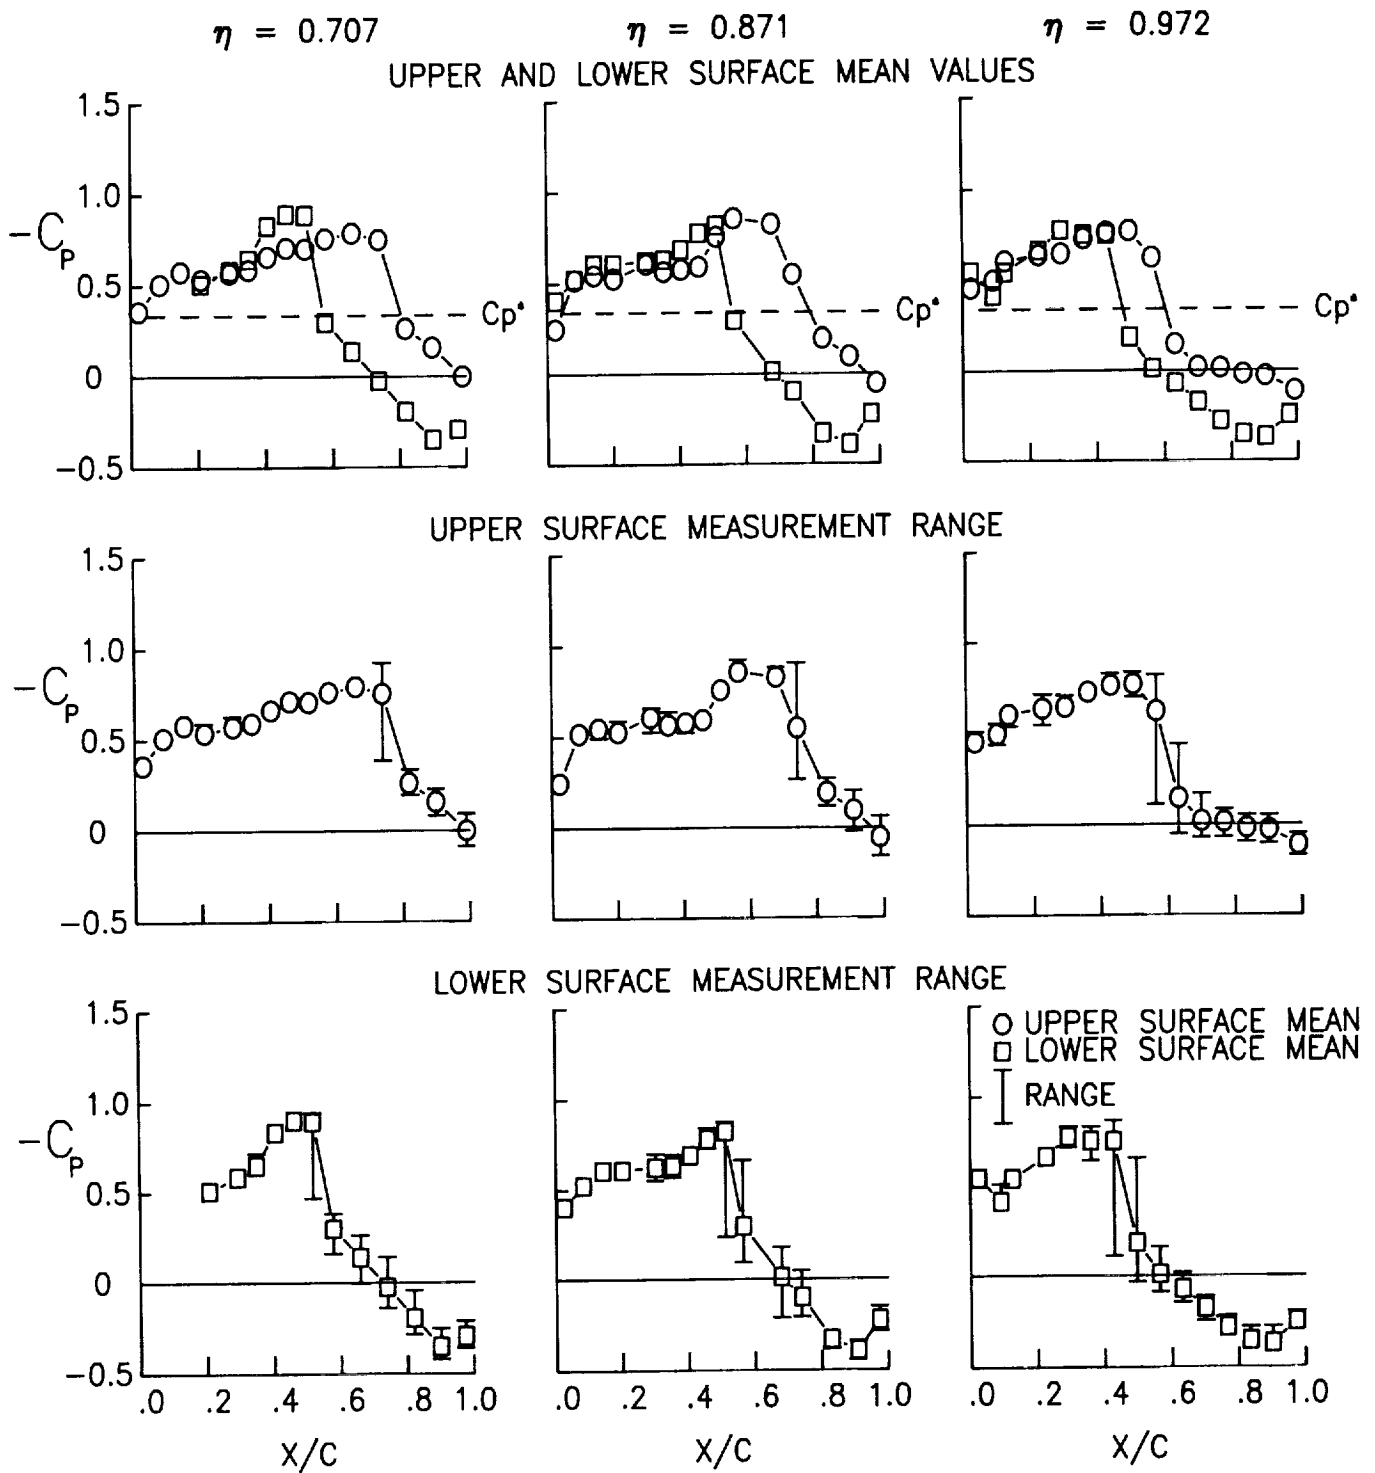 η = 0.707 η = 0.871 η = 0.972
UPPER AND LOWER SURFACE MEAN VALUES
1.5
1.0
-Cp
0.5
0
-0.5
Cp* Cp* Cp*
UPPER SURFACE MEASUREMENT RANGE
1.5
1.0
-Cp
0.5
0
-0.5
LOWER SURFACE MEASUREMENT RANGE
1.5
1.0
-Cp
0.5
0
-0.5
○ UPPER SURFACE MEAN
□ LOWER SURFACE MEAN
RANGE
.0 .2 .4 .6 .8 1.0 .0 .2 .4 .6 .8 1.0 .0 .2 .4 .6 .8 1.0
X/C X/C X/C